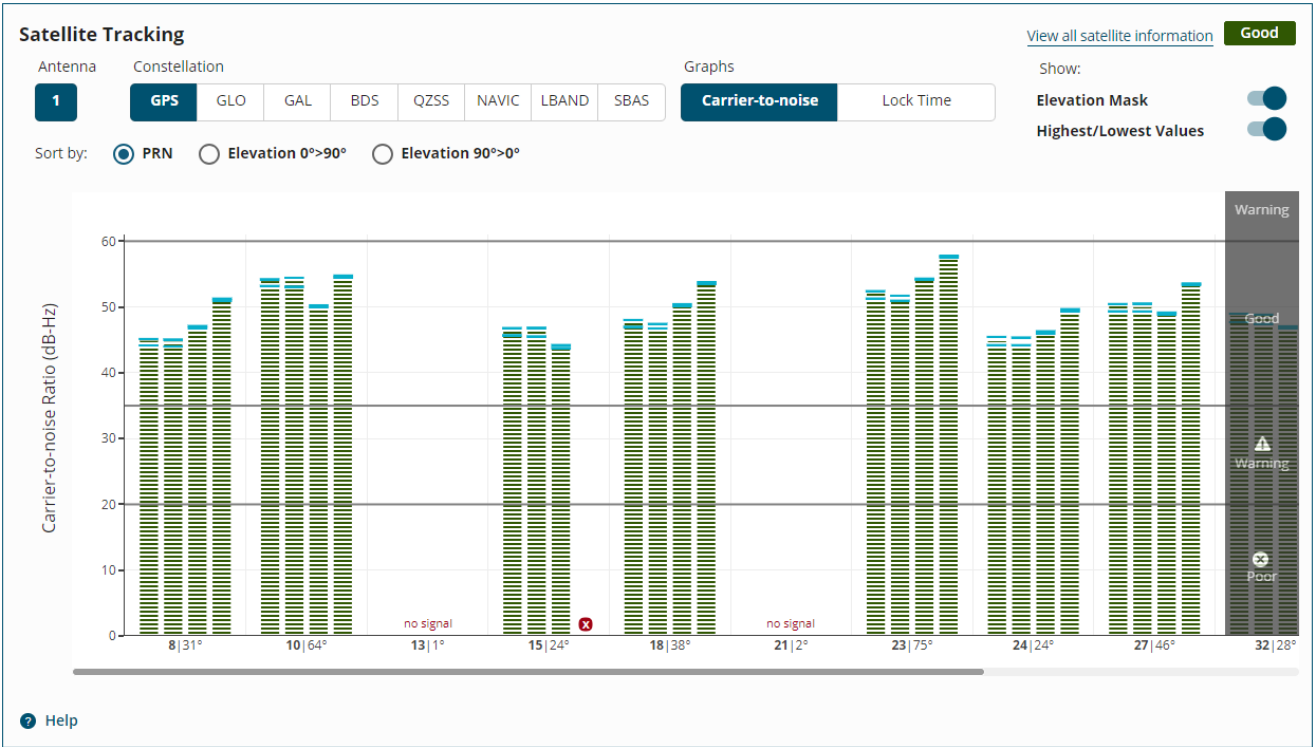 Satellite Tracking
View all satellite information Good
Antenna Constellation Graphs Show:
1 GPS GLO GAL BDS QZSS NAVIC LBAND SBAS Carrier-to-noise Lock Time Elevation Mask
Highest/Lowest Values
Sort by: PRN Elevation 0°>90° Elevation 90°>0°
Warning
60
50
Good
40
30
Warning
20
10
Poor
0
Carrier-to-noise Ratio (dB-Hz)
no signal no signal
8|31° 10|64° 13|1° 15|24° 18|38° 21|2° 23|75° 24|24° 27|46° 32|28°
? Help